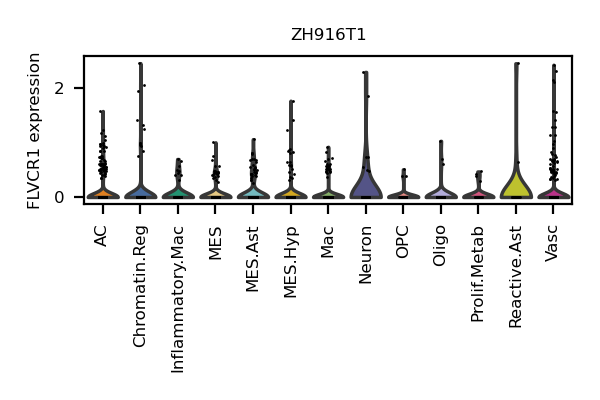 ZH916T1
FLVCR1 expression
2
0
AC
Chromatin.Reg
Inflammatory.Mac
MES
MES.Ast
MES.Hyp
Mac
Neuron
OPC
Oligo
Prolif.Metab
Reactive.Ast
Vasc